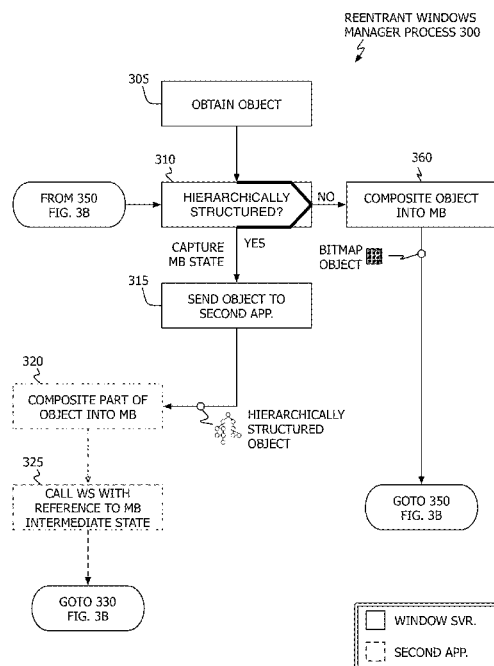 REENTRANT WINDOWS
MANAGER PROCESS 300
305
OBTAIN OBJECT
310
360
FROM 350
FIG. 3B
HIERARCHICALLY
STRUCTURED?
NO
COMPOSITE OBJECT
INTO MB
CAPTURE
MB STATE
YES
BITMAP
OBJECT
315
SEND OBJECT TO
SECOND APP.
320
COMPOSITE PART OF
OBJECT INTO MB
HIERARCHICALLY
STRUCTURED
OBJECT
325
CALL WS WITH
REFERENCE TO MB
INTERMEDIATE STATE
GOTO 350
FIG. 3B
GOTO 330
FIG. 3B
WINDOW SVR.
SECOND APP.